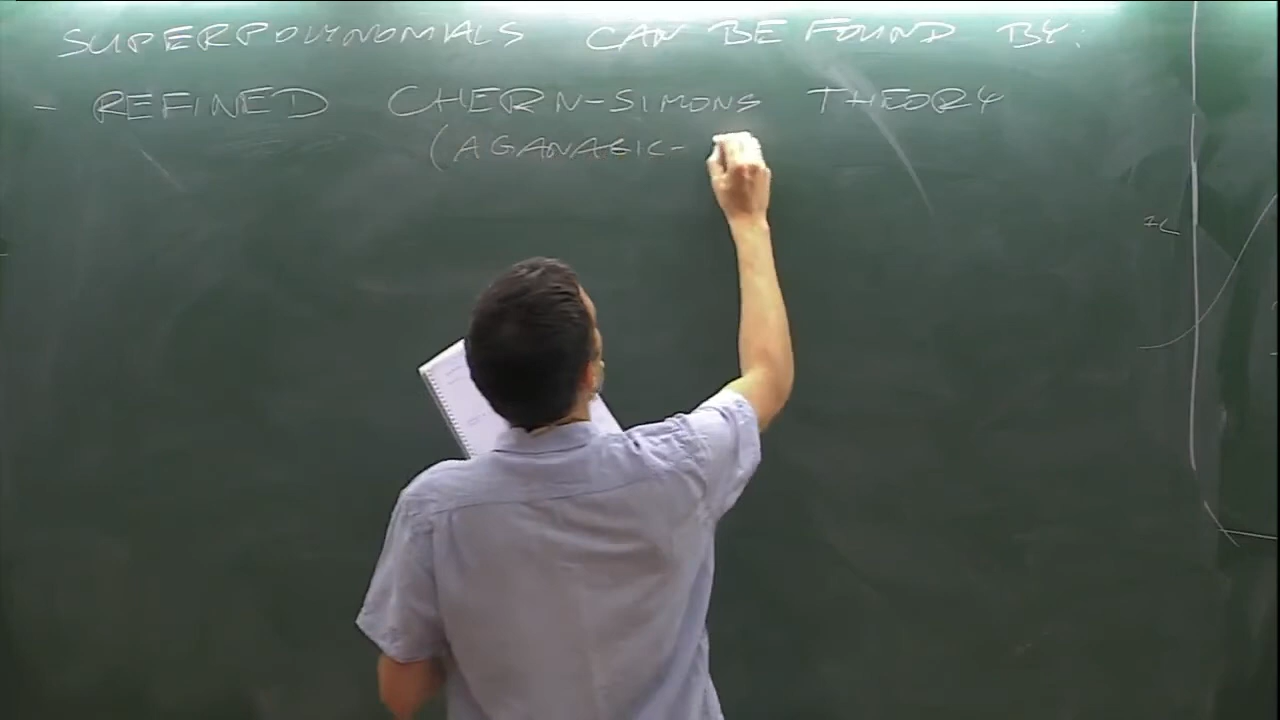 SUPERPOLYNOMIALS CAN BE FOUND BY:
- REFINED CHERN-SIMONS THEORY
(AGANAGIC-